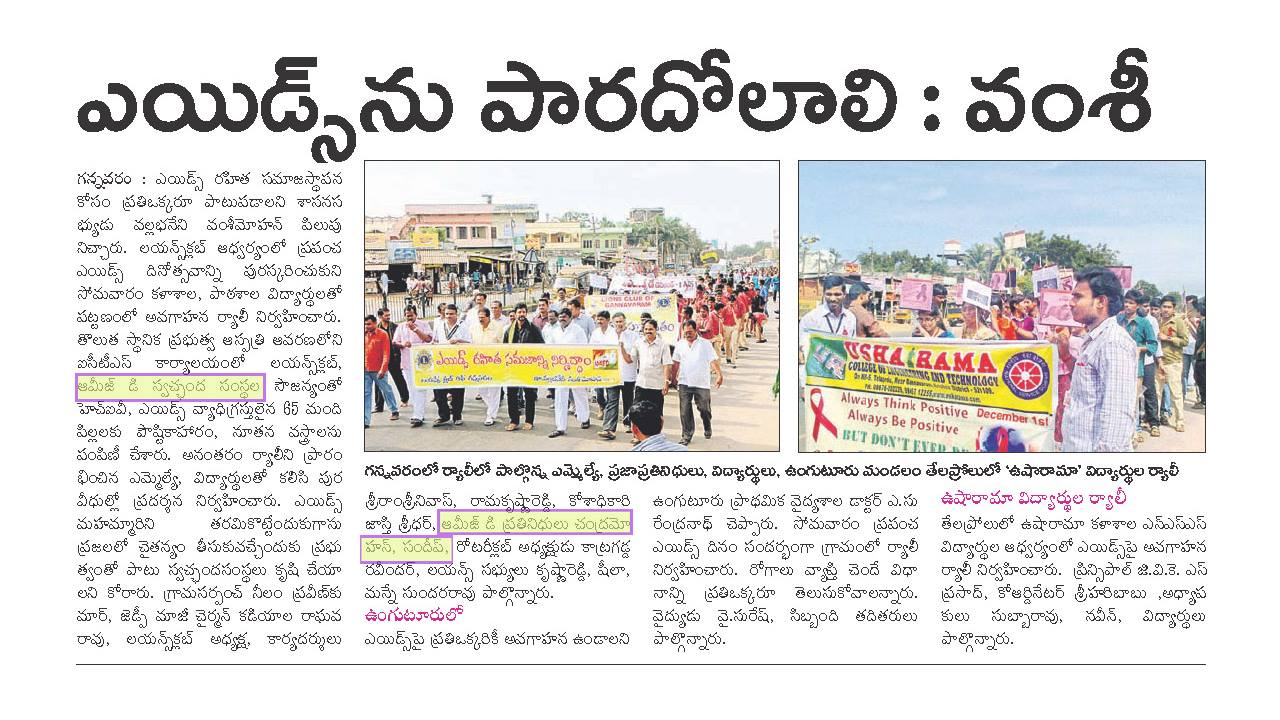 ఎయిడ్స్‌ను పారదోలాలి : వంశీ
గన్నవరం : ఎయిడ్స్ రహిత సమాజస్థాపన
కోసం ప్రతిఒక్కరూ పాటుపడాలని శాసనస
భ్యుడు వల్లభనేని వంశీమోహన్ పిలుపు
నిచ్చారు. లయన్స్‌క్లబ్ ఆధ్వర్యంలో ప్రపంచ
ఎయిడ్స్ దినోత్సవాన్ని పురస్కరించుకుని
సోమవారం కళాశాల, పాఠశాల విద్యార్థులతో
పట్టణంలో అవగాహన ర్యాలీ నిర్వహించారు.
తొలుత స్థానిక ప్రభుత్వ ఆస్పత్రి ఆవరణలోని
ఐసీటీఎస్ కార్యాలయంలో లయన్స్‌క్లబ్,
ఆమీజ్ డి స్వచ్ఛంద సంస్థల సౌజన్యంతో
హెచ్ఐవీ, ఎయిడ్స్ వ్యాధిగ్రస్తులైన 65 మంది
పిల్లలకు పౌష్టికాహారం, నూతన వస్త్రాలను
పంపిణీ చేశారు. అనంతరం ర్యాలీని ప్రారం
భించిన ఎమ్మెల్యే, విద్యార్థులతో కలిసి పుర
వీధుల్లో ప్రదర్శన నిర్వహించారు. ఎయిడ్స్
మహమ్మారిని తరమికొట్టేందుకుగాను
ప్రజలలో చైతన్యం తీసుకువచ్చేందుకు ప్రభు
త్వంతో పాటు స్వచ్ఛందసంస్థలు కృషి చేయా
లని కోరారు. గ్రామసర్పంచ్ నీలం ప్రవీణ్‌కు
మార్, జెడ్పీ మాజీ చైర్మన్ కడియాల రాఘవ
రావు, లయన్స్‌క్లబ్ అధ్యక్ష, కార్యదర్శులు
LIONS CLUB OF
GANNAVARAM
ఎయిడ్స్ రహిత సమాజాన్ని నిర్మిద్దాం
USHA RAMA
COLLEGE OF ENGINEERING AND TECHNOLOGY
Always Think Positive December 1st
Always Be Positive
BUT DON'T EVER BE
గన్నవరంలో ర్యాలీలో పాల్గొన్న ఎమ్మెల్యే, ప్రజాప్రతినిధులు, విద్యార్థులు, ఉంగుటూరు మండలం తేలప్రోలులో 'ఉషారామా' విద్యార్థుల ర్యాలీ
శ్రీరాంశ్రీనివాస్, రామకృష్ణారెడ్డి, కోశాధికారి
జాస్తి శ్రీధర్, ఆమీజ్ డి ప్రతినిధులు చంద్రమో
హన్, సందీప్, రోటరీక్లబ్ అధ్యక్షుడు కాట్రగడ్డ
రవీందర్, లయన్స్ సభ్యులు కృష్ణారెడ్డి, షీలా,
మన్నే సుందరరావు పాల్గొన్నారు.
ఉంగుటూరులో
ఎయిడ్స్‌పై ప్రతిఒక్కరికీ అవగాహన ఉండాలని
ఉంగుటూరు ప్రాథమిక వైద్యశాల డాక్టర్ ఎ.సు
రేంద్రనాథ్ చెప్పారు. సోమవారం ప్రపంచ
ఎయిడ్స్ దినం సందర్భంగా గ్రామంలో ర్యాలీ
నిర్వహించారు. రోగాలు వ్యాప్తి చెందే విధా
నాన్ని ప్రతిఒక్కరూ తెలుసుకోవాలన్నారు.
వైద్యుడు వై.సురేష్, సిబ్బంది తదితరులు
పాల్గొన్నారు.
ఉషారామా విద్యార్థుల ర్యాలీ
తేలప్రోలులో ఉషారామా కళాశాల ఎన్ఎస్ఎస్
విద్యార్థుల ఆధ్వర్యంలో ఎయిడ్స్‌పై అవగాహన
ర్యాలీ నిర్వహించారు. ప్రిన్సిపాల్ జి.వి.కె. ఎస్
ప్రసాద్, కోఆర్డినేటర్ శ్రీహరిబాబు ,అధ్యాప
కులు సుబ్బారావు, నవీన్, విద్యార్థులు
పాల్గొన్నారు.